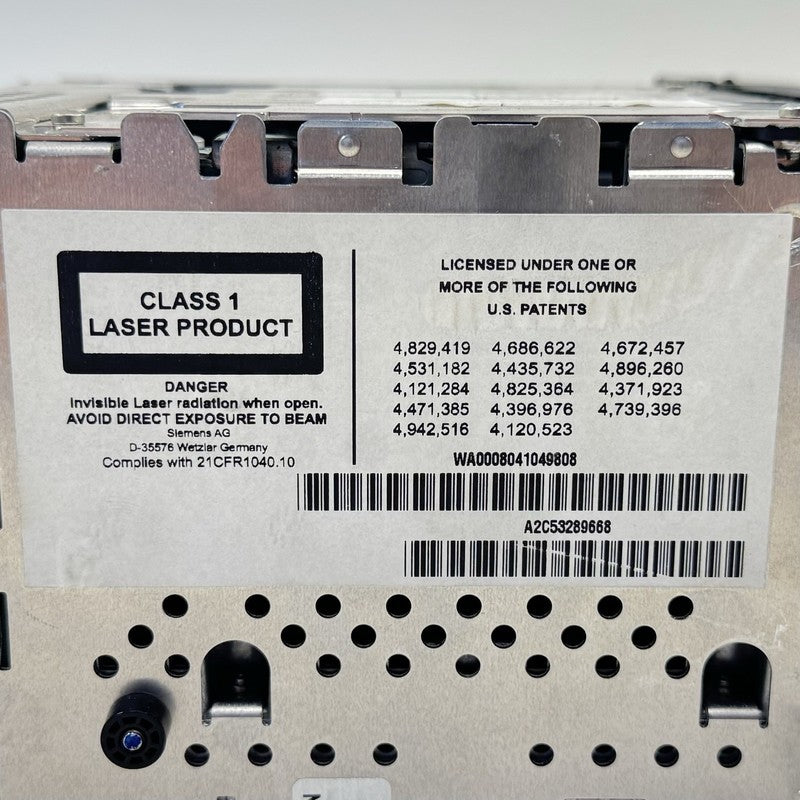 CLASS 1
LASER PRODUCT
DANGER
Invisible Laser radiation when open.
AVOID DIRECT EXPOSURE TO BEAM
Siemens AG
D-35576 Wetzlar Germany
Complies with 21CFR1040.10
LICENSED UNDER ONE OR
MORE OF THE FOLLOWING
U.S. PATENTS
4,829,419 4,686,622 4,672,457
4,531,182 4,435,732 4,896,260
4,121,284 4,825,364 4,371,923
4,471,385 4,396,976 4,739,396
4,942,516 4,120,523
WA0008041049808
A2C53289668